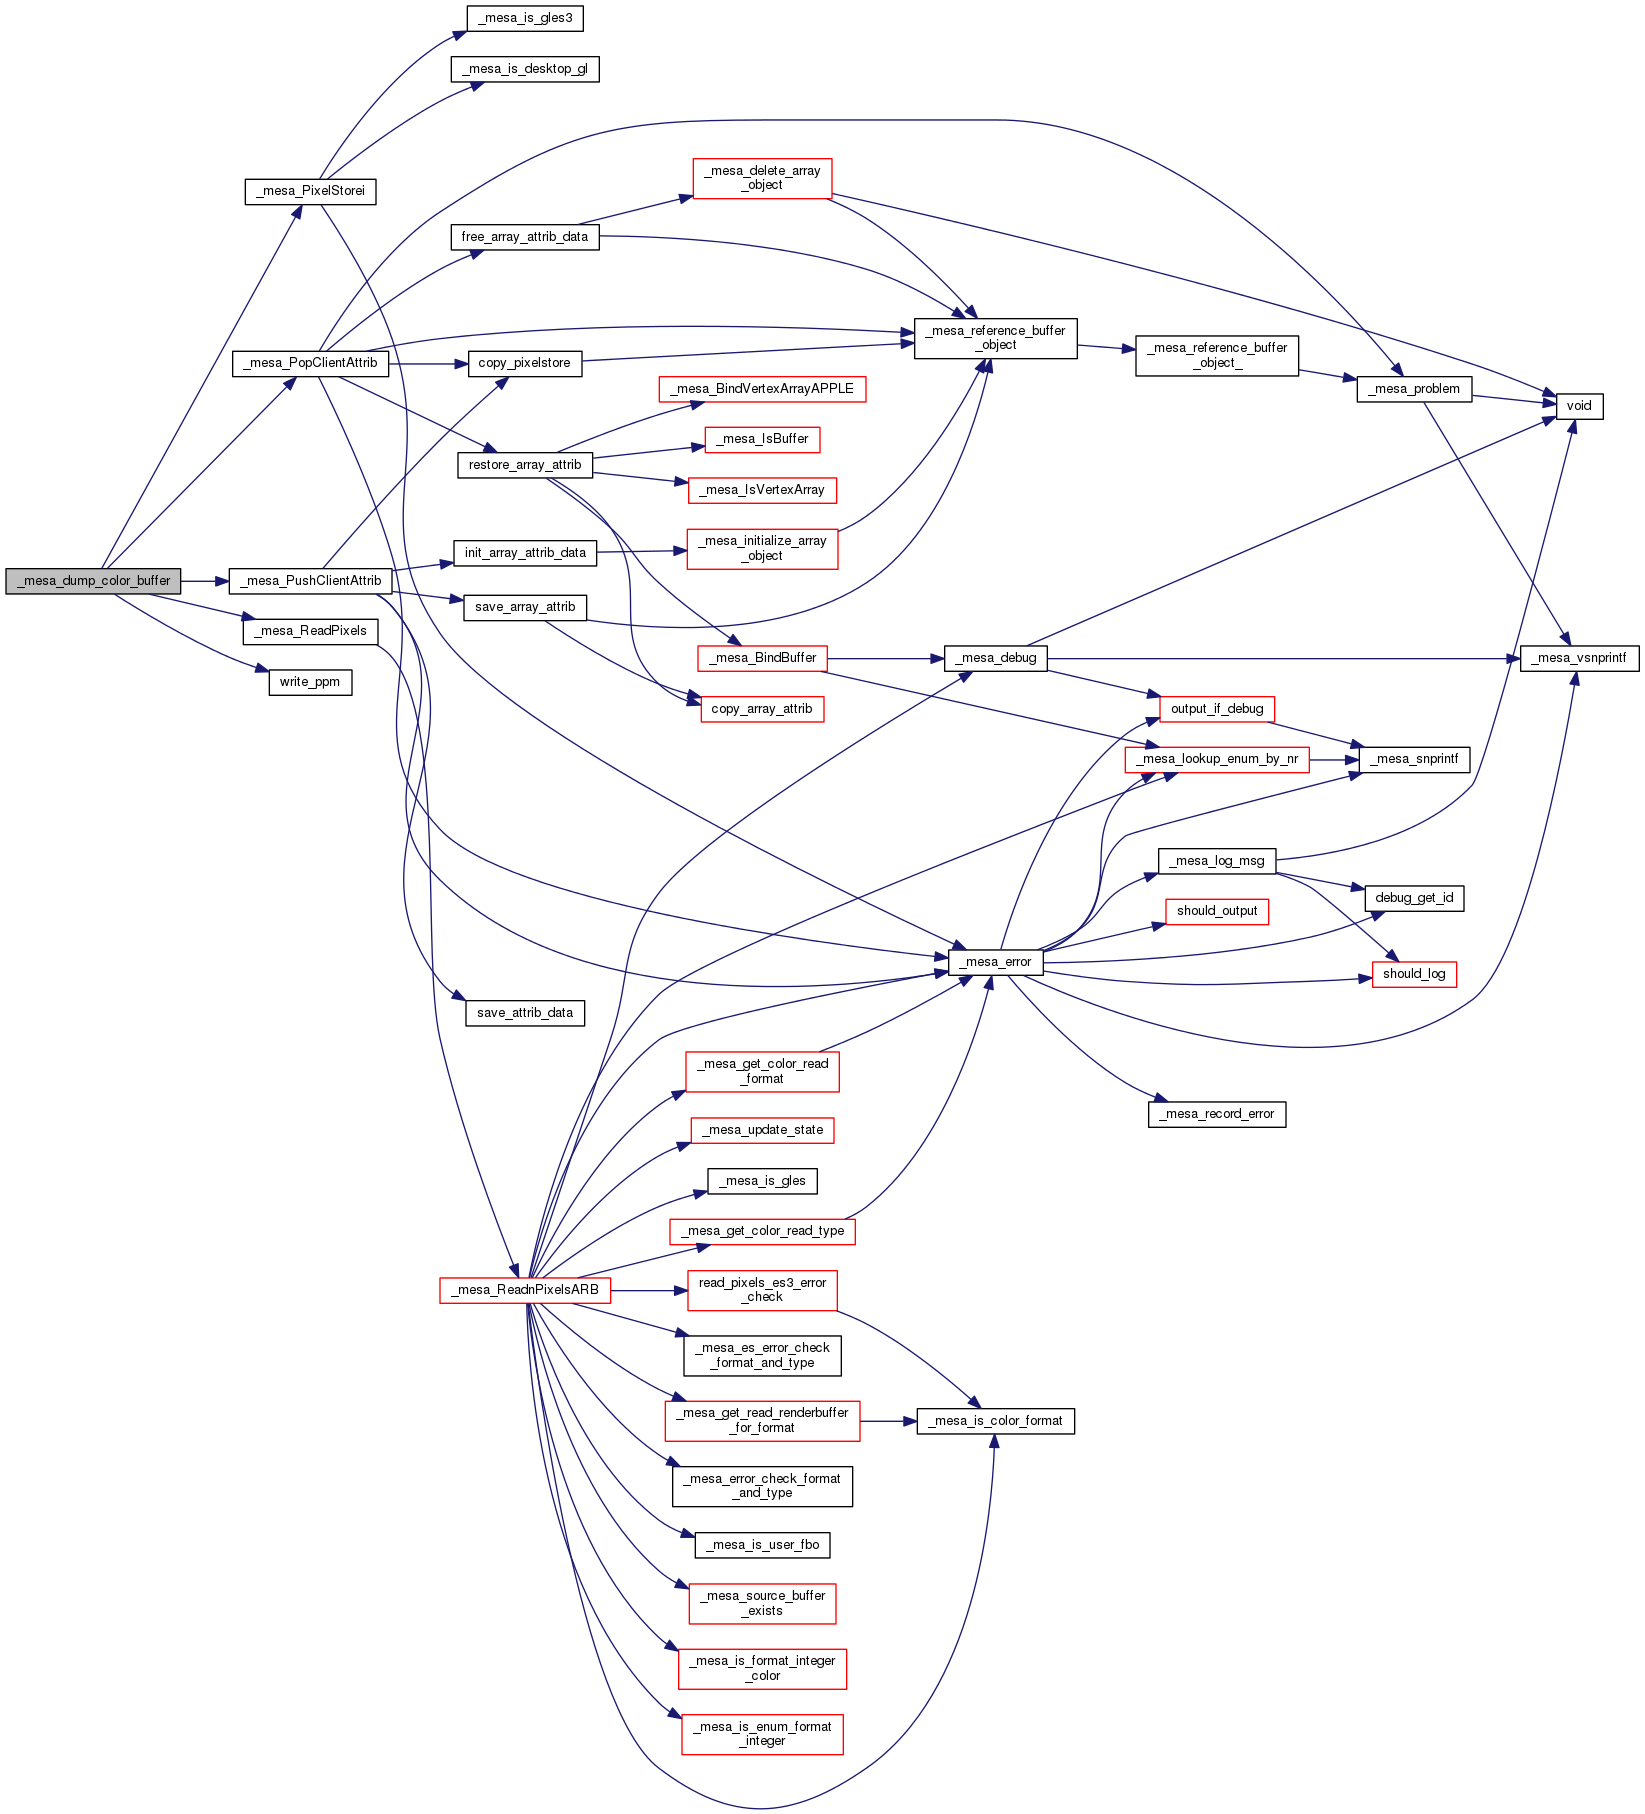 _mesa_is_gles3
_mesa_is_desktop_gl
_mesa_delete_array
_object
_mesa_PixelStorei
free_array_attrib_data
_mesa_reference_buffer
_object
_mesa_reference_buffer
_object_
_mesa_PopClientAttrib
copy_pixelstore
_mesa_BindVertexArrayAPPLE
_mesa_problem
void
_mesa_IsBuffer
restore_array_attrib
_mesa_IsVertexArray
_mesa_initialize_array
_object
init_array_attrib_data
_mesa_dump_color_buffer
_mesa_PushClientAttrib
save_array_attrib
_mesa_ReadPixels
_mesa_BindBuffer
_mesa_debug
_mesa_vsnprintf
write_ppm
copy_array_attrib
output_if_debug
_mesa_lookup_enum_by_nr
_mesa_snprintf
_mesa_log_msg
debug_get_id
should_output
_mesa_error
should_log
save_attrib_data
_mesa_get_color_read
_format
_mesa_record_error
_mesa_update_state
_mesa_is_gles
_mesa_get_color_read_type
_mesa_ReadnPixelsARB
read_pixels_es3_error
_check
_mesa_es_error_check
_format_and_type
_mesa_get_read_renderbuffer
_for_format
_mesa_is_color_format
_mesa_error_check_format
_and_type
_mesa_is_user_fbo
_mesa_source_buffer
_exists
_mesa_is_format_integer
_color
_mesa_is_enum_format
_integer